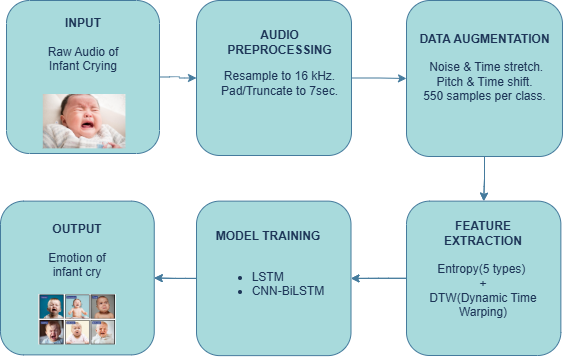 INPUT
Raw Audio of
Infant Crying
AUDIO
PREPROCESSING
Resample to 16 kHz.
Pad/Truncate to 7sec.
DATA AUGMENTATION
Noise & Time stretch.
Pitch & Time shift.
550 samples per class.
FEATURE
EXTRACTION
Entropy(5 types)
+
DTW(Dynamic Time
Warping)
MODEL TRAINING
• LSTM
• CNN-BiLSTM
OUTPUT
Emotion of
infant cry